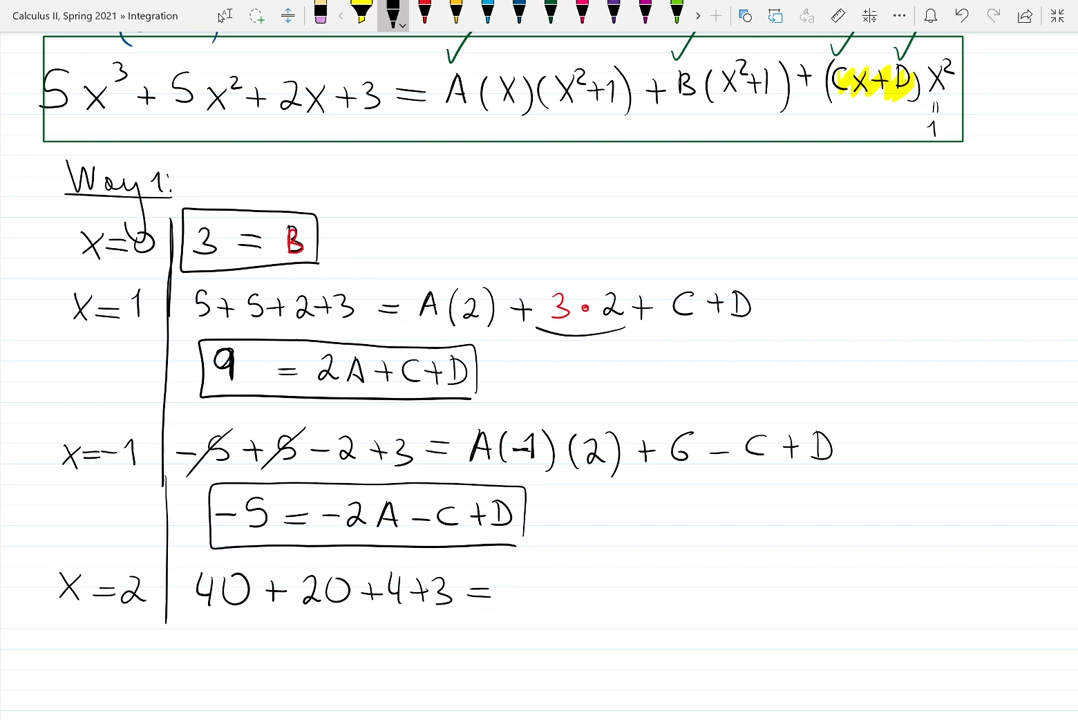 Calculus II, Spring 2021 » Integration
5x³ + 5x² + 2x + 3 = A(x)(x²+1) + B(x²+1) + (Cx+D)x²
=
1
Way 1:
x=0 3 = B
x=1 5+5+2+3 = A(2) + 3•2 + C+D
9 = 2A+C+D
x=-1 -5+5-2+3 = A(-1)(2) + 6 - C + D
-5 = -2A - C + D
x=2 40+20+4+3 =